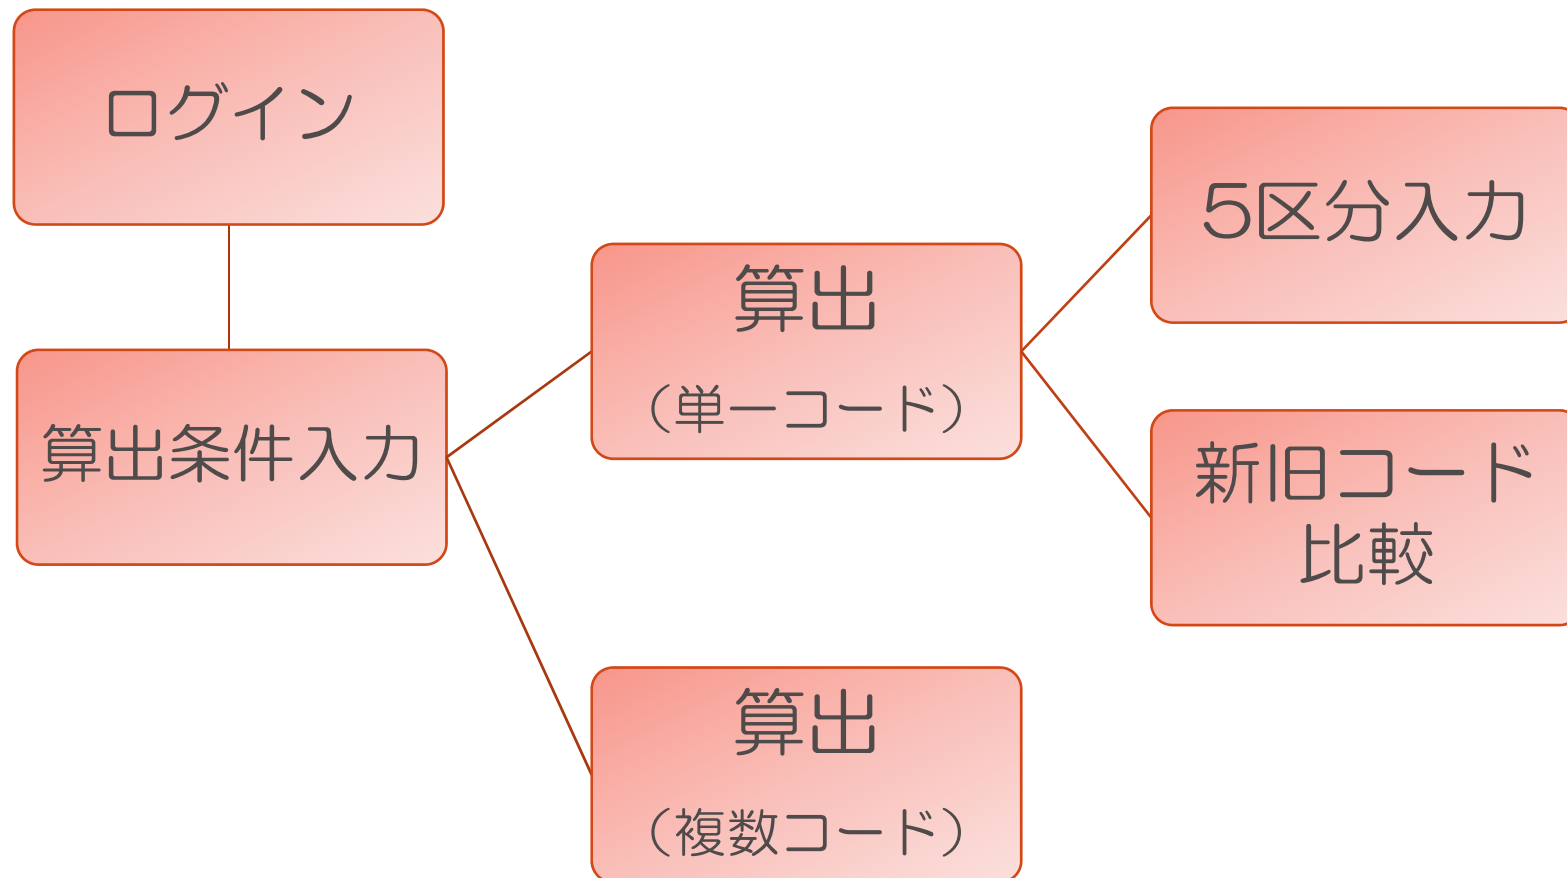 ログイン
算出条件入力
算出
（単一コード）
算出
（複数コード）
5区分入力
新旧コード
比較